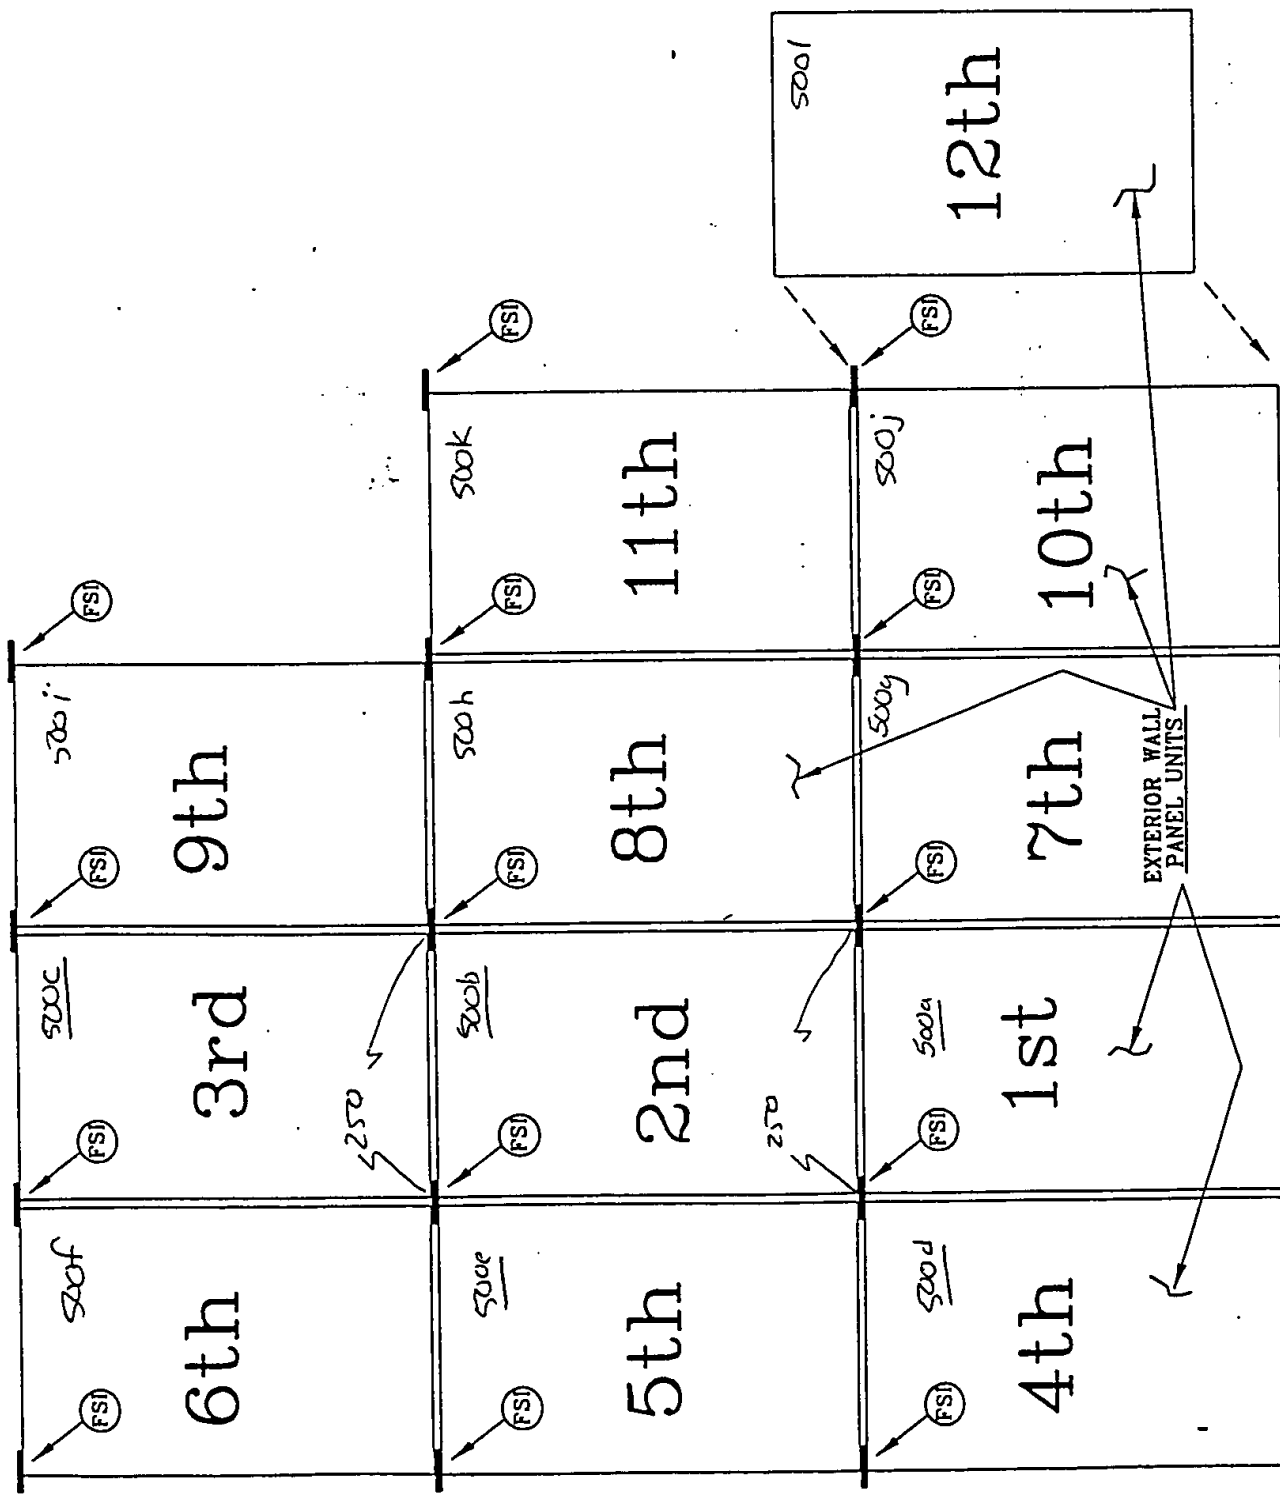 FSI
FSI
FSI
4th
5th
6th
500d
500e
500f
FSI
FSI
FSI
250
250
1st
2nd
3rd
500a
500b
500c
FSI
FSI
FSI
EXTERIOR WALL
PANEL UNITS
7th
8th
9th
500g
500h
500i
FSI
FSI
FSI
10th
11th
500j
500k
FSI
FSI
12th
500l